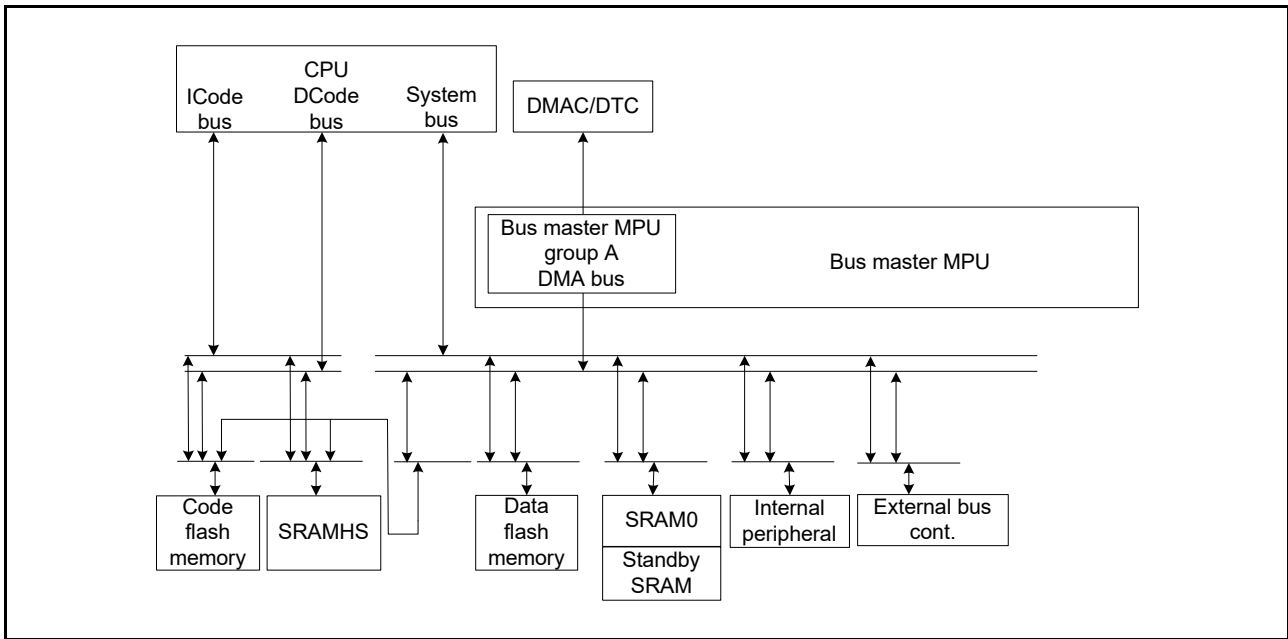 CPU
ICode
bus
DCode
bus
System
bus
DMAC/DTC
Bus master MPU
group A
DMA bus
Bus master MPU
Code
flash
memory
SRAMHS
Data
flash
memory
SRAM0
Standby
SRAM
Internal
peripheral
External bus
cont.